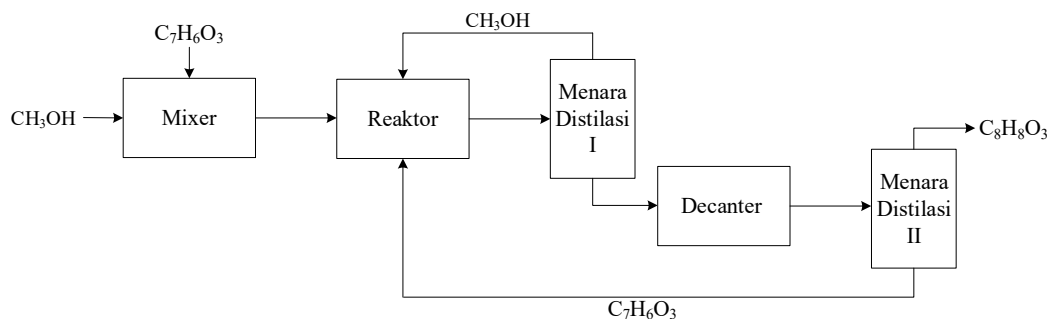 CH₃OH
C₇H₆O₃
CH₃OH
Mixer
Reaktor
Menara
Distilasi
I
C₈H₈O₃
Decanter
Menara
Distilasi
II
C₇H₆O₃